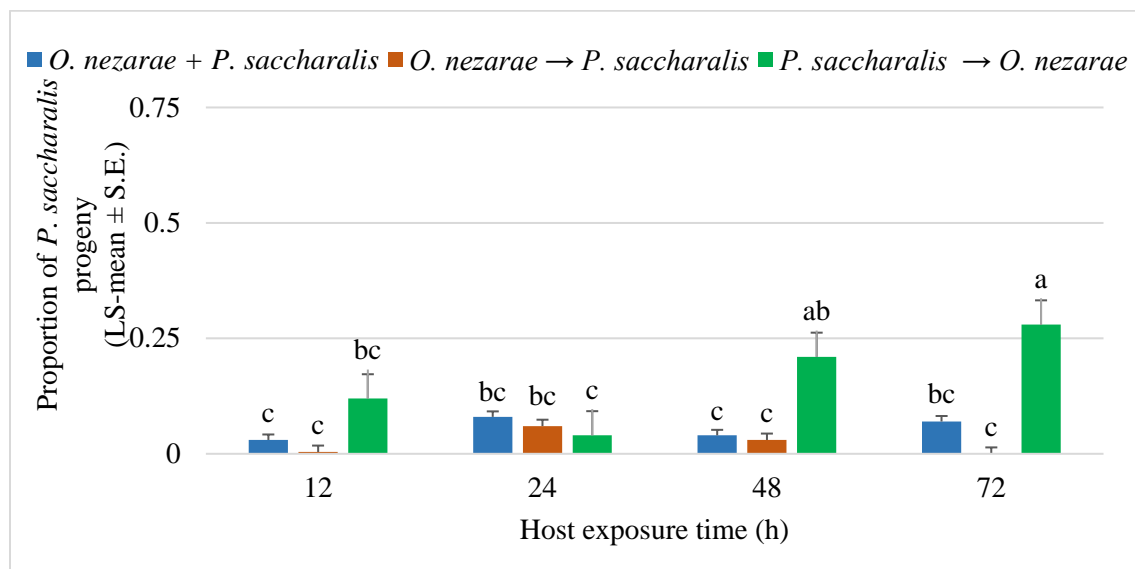 O. nezarae + P. saccharalis O. nezarae → P. saccharalis P. saccharalis → O. nezarae
Proportion of P. saccharalis
progeny
(LS-mean ± S.E.)
0.75
0.5
0.25
0
c c bc
bc bc c
c c ab
bc c a
12 24 48 72
Host exposure time (h)